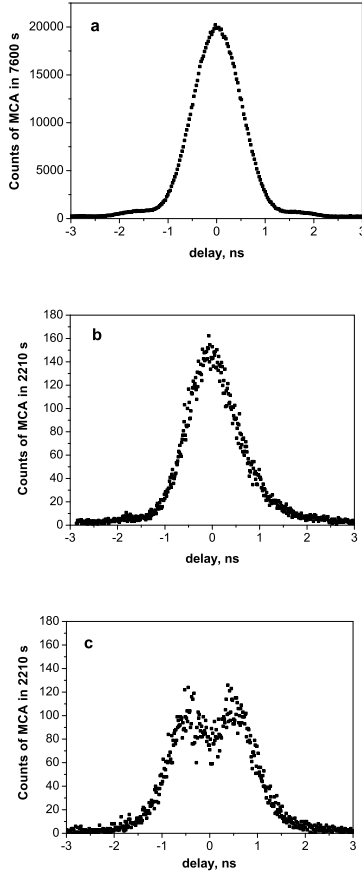 a
Counts of MCA in 7600 s
20000
15000
10000
5000
0
-3 -2 -1 0 1 2 3
delay, ns
b
Counts of MCA in 2210 s
180
160
140
120
100
80
60
40
20
0
-3 -2 -1 0 1 2 3
delay, ns
c
Counts of MCA in 2210 s
180
160
140
120
100
80
60
40
20
0
-3 -2 -1 0 1 2 3
delay, ns